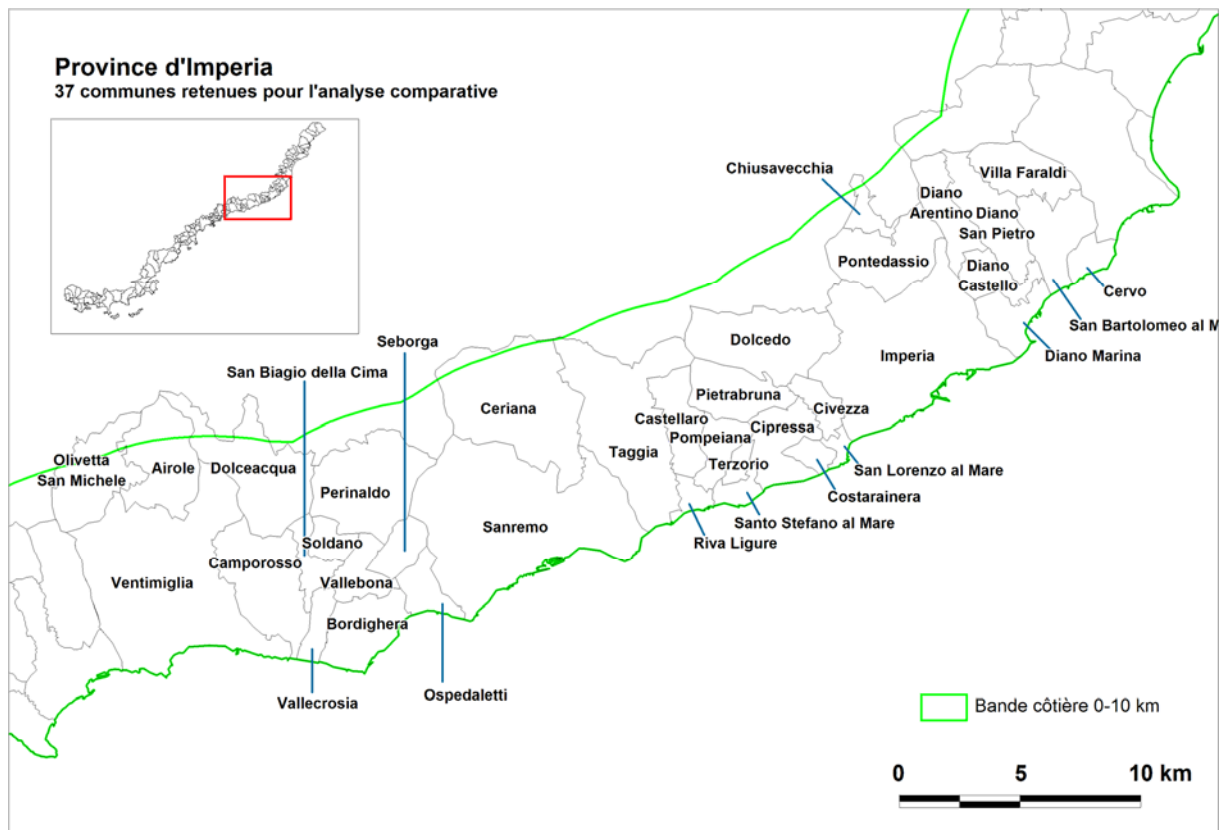 Province d'Imperia
37 communes retenues pour l'analyse comparative
Chiusavecchia
Villa Faraldi
Diano
Arentino
Diano
San Pietro
Pontedassio
Diano
Castello
Cervo
San Bartolomeo al M
Diano Marina
Seborga
Dolcedo
Imperia
San Biagio della Cima
Ceriana
Pietrabruna
Civezza
Castellaro
Cipressa
Pompeiana
Taggia
Terzorio
San Lorenzo al Mare
Costarainera
Olivetta
San Michele
Airole
Dolceacqua
Perinaldo
Santo Stefano al Mare
Riva Ligure
Sanremo
Soldano
Camporosso
Ventimiglia
Vallebona
Bordighera
Ospedaletti
Vallecrosia
Bande côtière 0-10 km
0 5 10 km